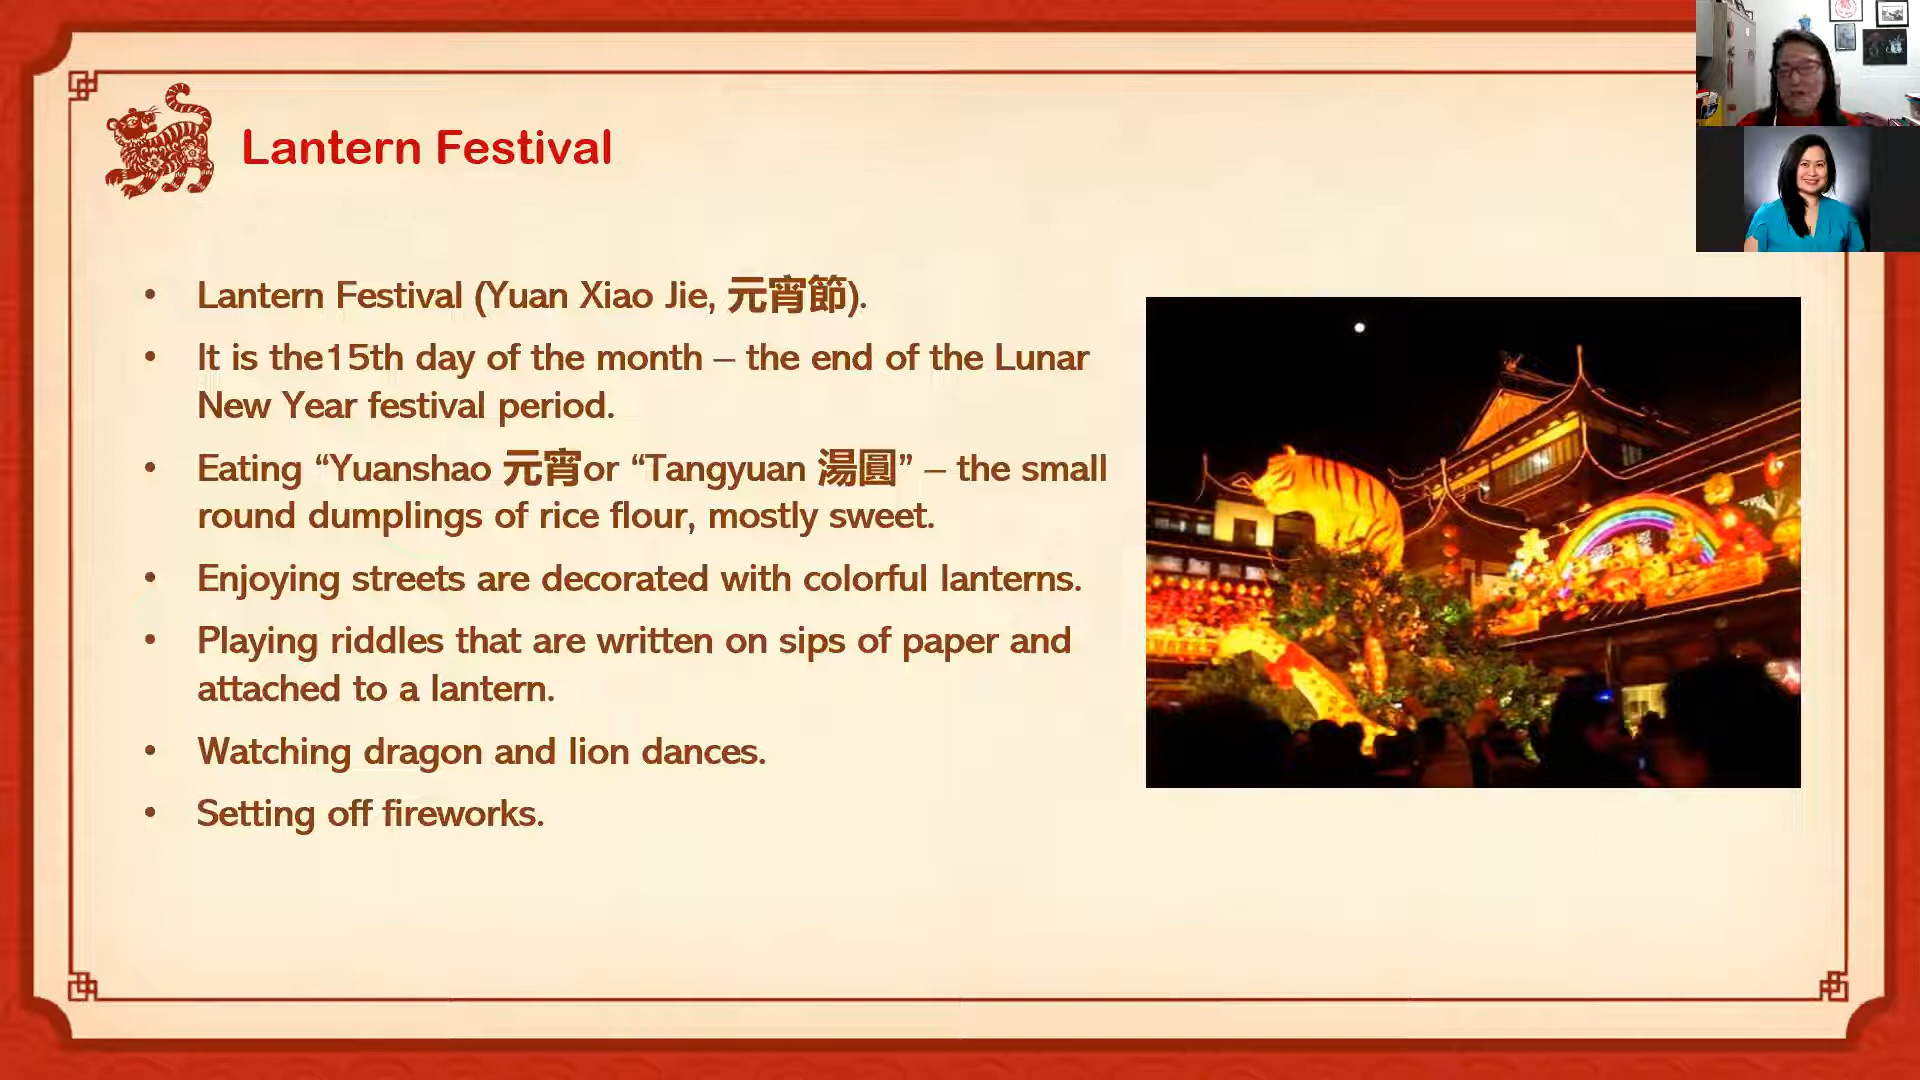 Lantern Festival
• Lantern Festival (Yuan Xiao Jie, 元宵節).
• It is the15th day of the month – the end of the Lunar
New Year festival period.
• Eating “Yuanshao 元宵or “Tangyuan 湯圓” – the small
round dumplings of rice flour, mostly sweet.
• Enjoying streets are decorated with colorful lanterns.
• Playing riddles that are written on sips of paper and
attached to a lantern.
• Watching dragon and lion dances.
• Setting off fireworks.